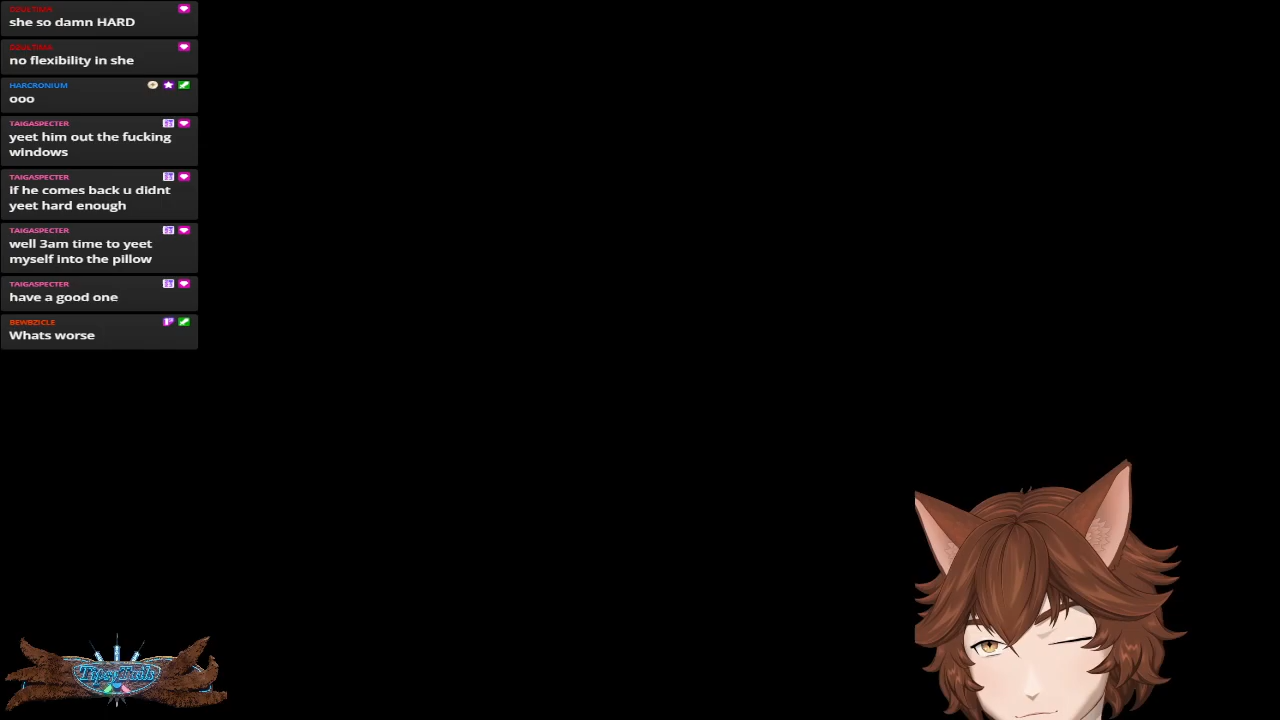 she so damn HARD
no flexibility in she
HARCRONIUM
ooo
TAIGASPECTER
yeet him out the fucking
windows
TAIGASPECTER
if he comes back u didnt
yeet hard enough
TAIGASPECTER
well 3am time to yeet
myself into the pillow
TAIGASPECTER
have a good one
BEWBZICLE
Whats worse
TipsyTails